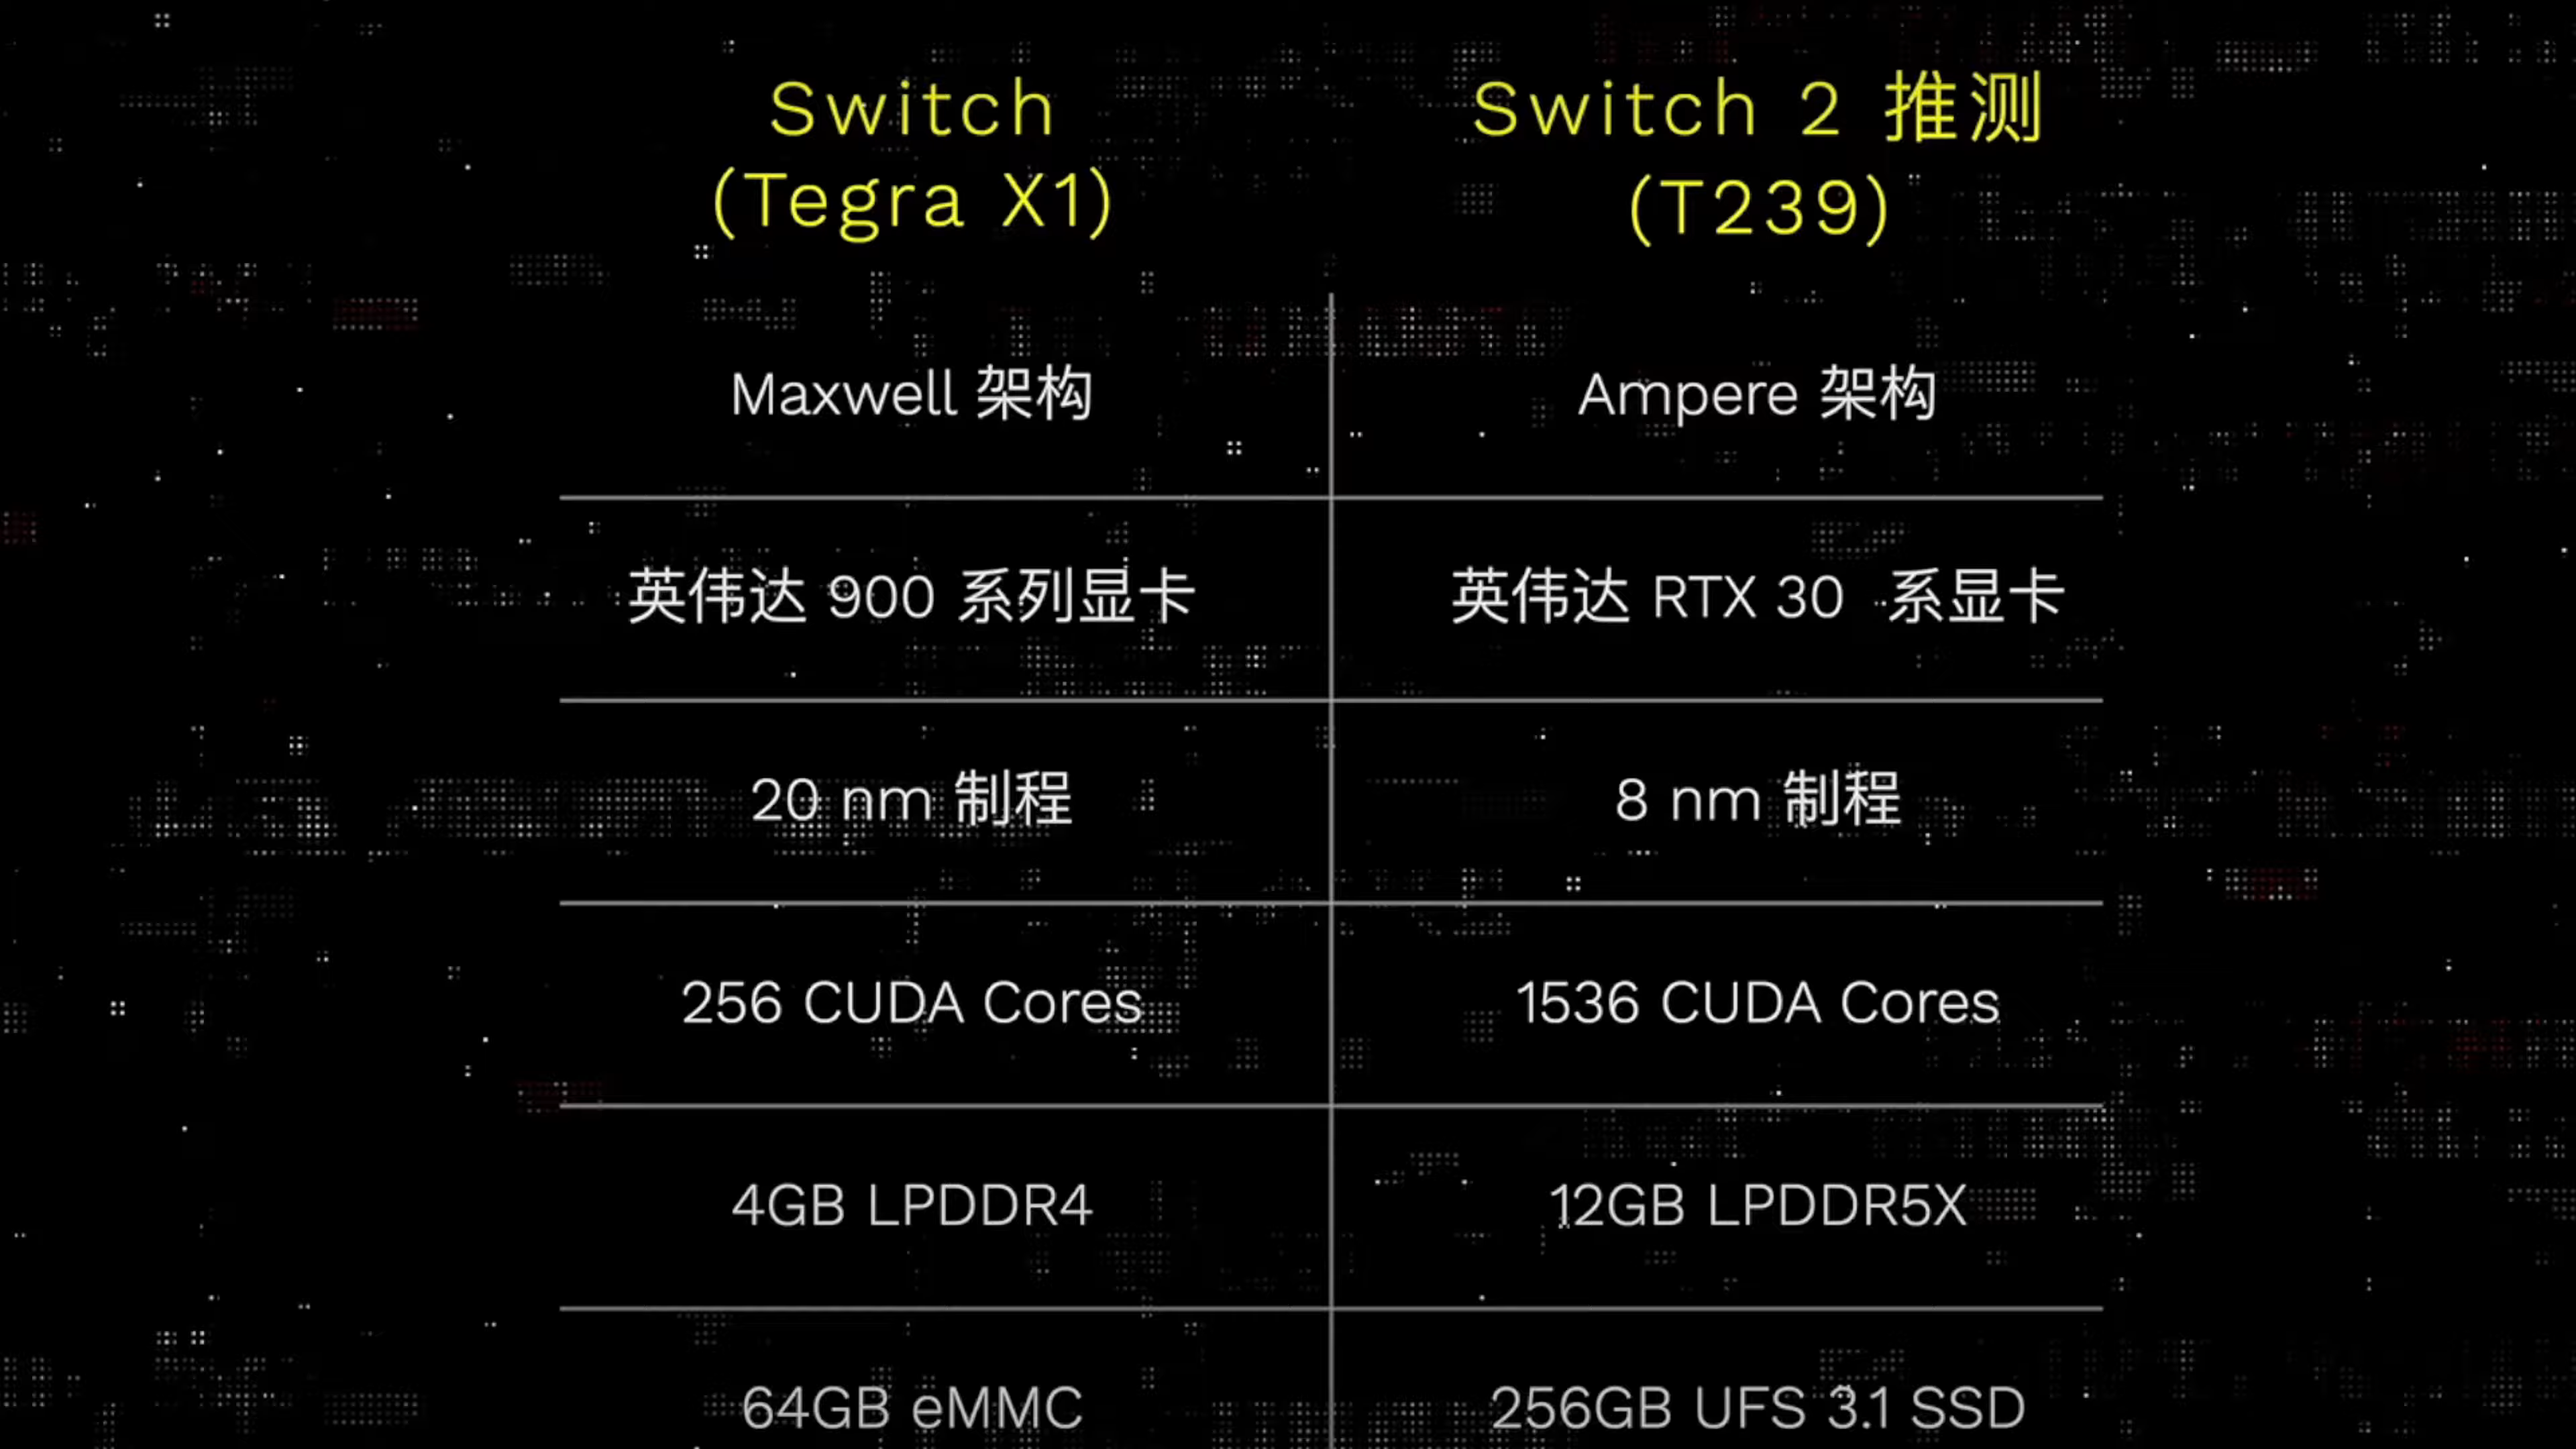 Switch
(Tegra X1)
Switch 2 推测
(T239)
Maxwell 架构
Ampere 架构
英伟达 900 系列显卡
英伟达 RTX 30 系显卡
20 nm 制程
8 nm 制程
256 CUDA Cores
1536 CUDA Cores
4GB LPDDR4
12GB LPDDR5X
64GB eMMC
256GB UFS 3.1 SSD